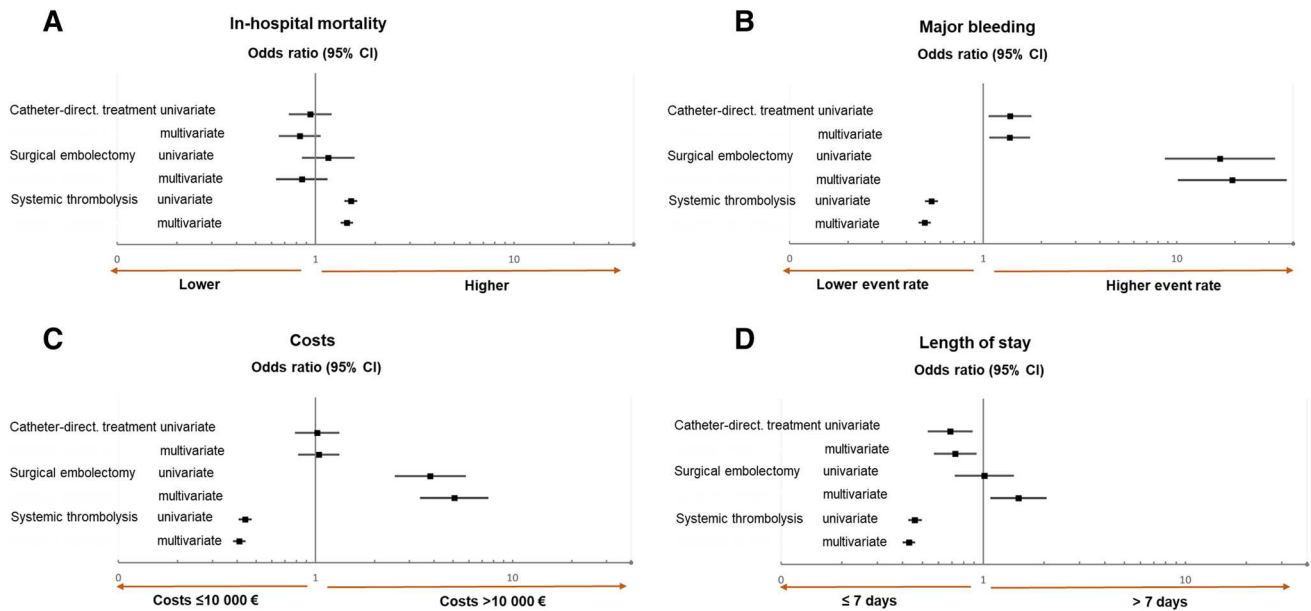 A
In-hospital mortality
Odds ratio (95% CI)
Catheter-direct. treatment univariate
multivariate
Surgical embolectomy univariate
multivariate
Systemic thrombolysis univariate
multivariate
0 1 10
Lower Higher
B
Major bleeding
Odds ratio (95% CI)
Catheter-direct. treatment univariate
multivariate
Surgical embolectomy univariate
multivariate
Systemic thrombolysis univariate
multivariate
0 1 10
Lower event rate Higher event rate
C
Costs
Odds ratio (95% CI)
Catheter-direct. treatment univariate
multivariate
Surgical embolectomy univariate
multivariate
Systemic thrombolysis univariate
multivariate
0 1 10
Costs ≤10 000 € Costs >10 000 €
D
Length of stay
Odds ratio (95% CI)
Catheter-direct. treatment univariate
multivariate
Surgical embolectomy univariate
multivariate
Systemic thrombolysis univariate
multivariate
0 1 10
≤ 7 days > 7 days